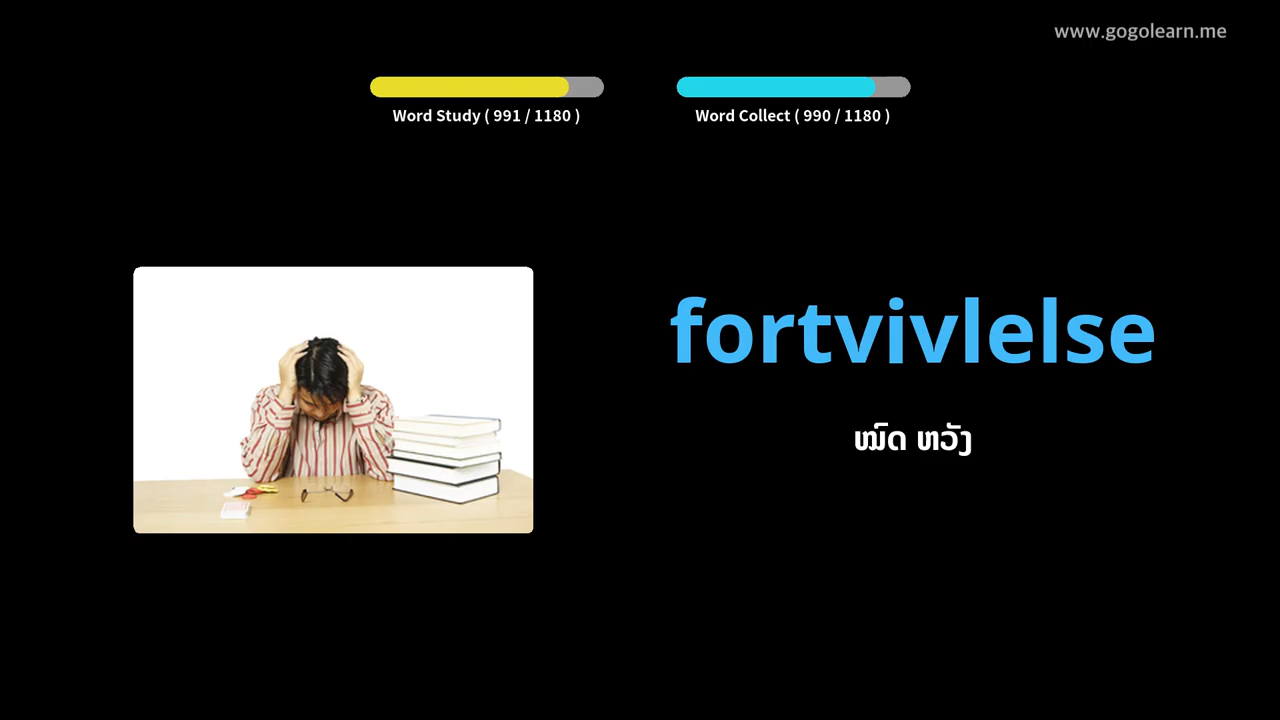 www.gogolearn.me
Word Study ( 991 / 1180 )
Word Collect ( 990 / 1180 )
fortvivlelse
ໝົດ ຫວັງ